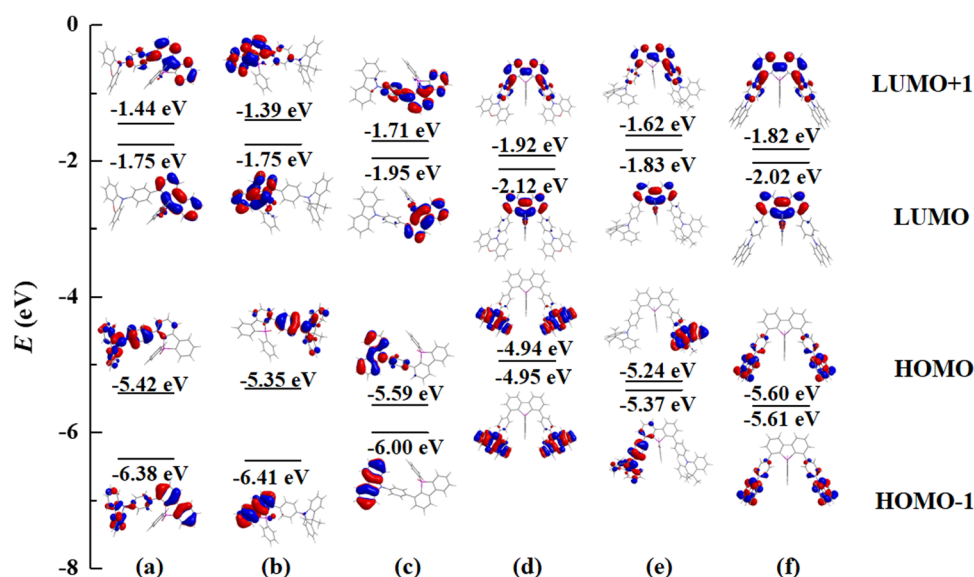 0
-2
-4
-6
-8
E (eV)
LUMO+1
-1.44 eV
-1.39 eV
-1.71 eV
-1.92 eV
-1.62 eV
-1.82 eV
-1.75 eV
-1.75 eV
-1.95 eV
-2.12 eV
-1.83 eV
-2.02 eV
LUMO
HOMO
-5.42 eV
-5.35 eV
-5.59 eV
-4.94 eV
-5.24 eV
-5.60 eV
-6.38 eV
-6.41 eV
-6.00 eV
-4.95 eV
-5.37 eV
-5.61 eV
HOMO-1
(a)
(b)
(c)
(d)
(e)
(f)